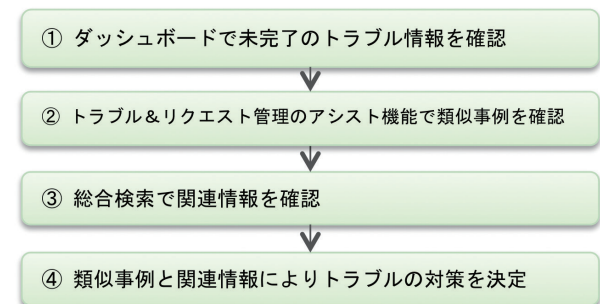 ① ダッシュボードで未完了のトラブル情報を確認
② トラブル＆リクエスト管理のアシスト機能で類似事例を確認
③ 総合検索で関連情報を確認
④ 類似事例と関連情報によりトラブルの対策を決定